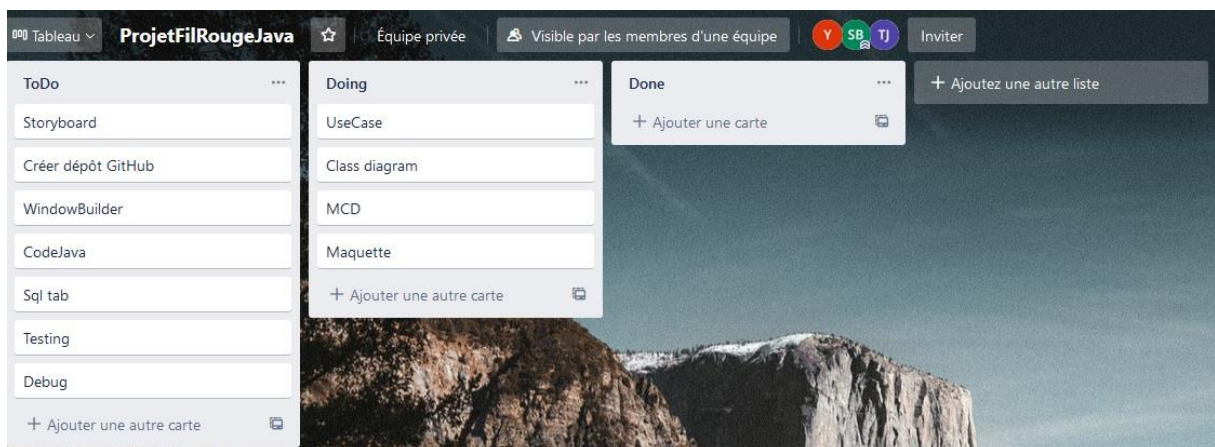 Tableau ProjetFilRougeJava Équipe privée Visible par les membres d'une équipe Y SB TJ Inviter
ToDo
Storyboard
Créer dépôt GitHub
WindowBuilder
CodeJava
Sql tab
Testing
Debug
+ Ajouter une autre carte
Doing
UseCase
Class diagram
MCD
Maquette
+ Ajouter une autre carte
Done
+ Ajouter une carte
+ Ajoutez une autre liste